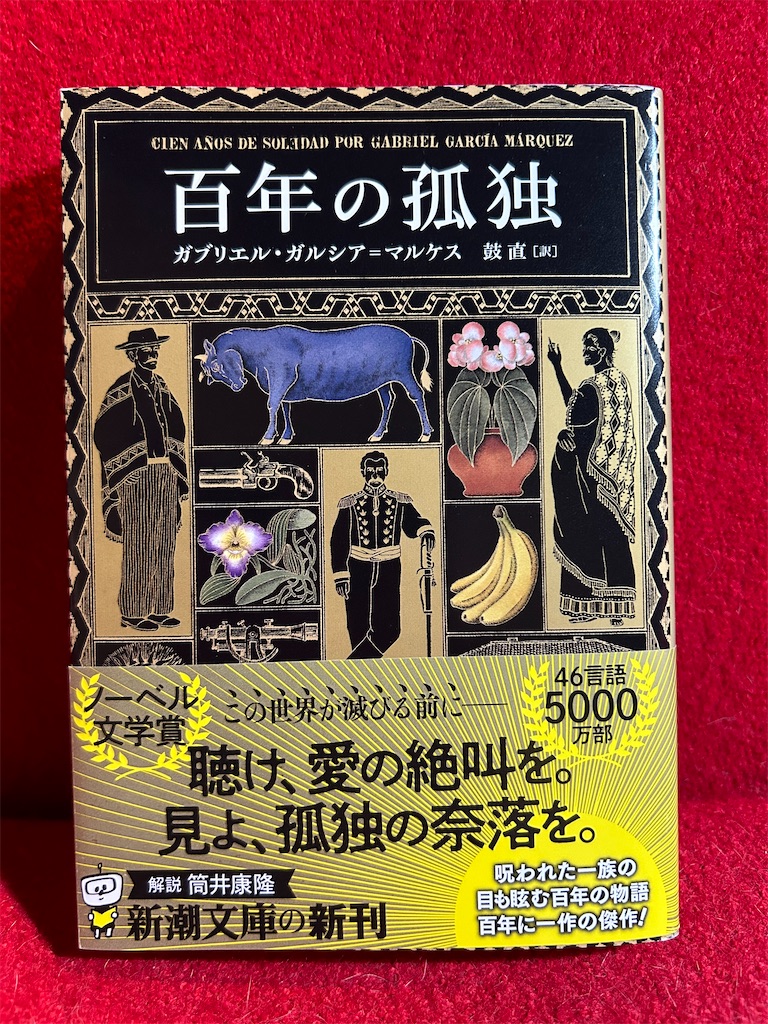 CIEN AÑOS DE SOLƎDAD POR GABRIEL GARCÍA MÁRQUEZ
百年の孤独
ガブリエル・ガルシア=マルケス 鼓 直[訳]
ノーベル
文学賞
この世界が滅びる前に――
46言語
5000
万部
聴け、愛の絶叫を。
見よ、孤独の奈落を。
解説 筒井康隆
新潮文庫の新刊
呪われた一族の
目も眩む百年の物語
百年に一作の傑作!